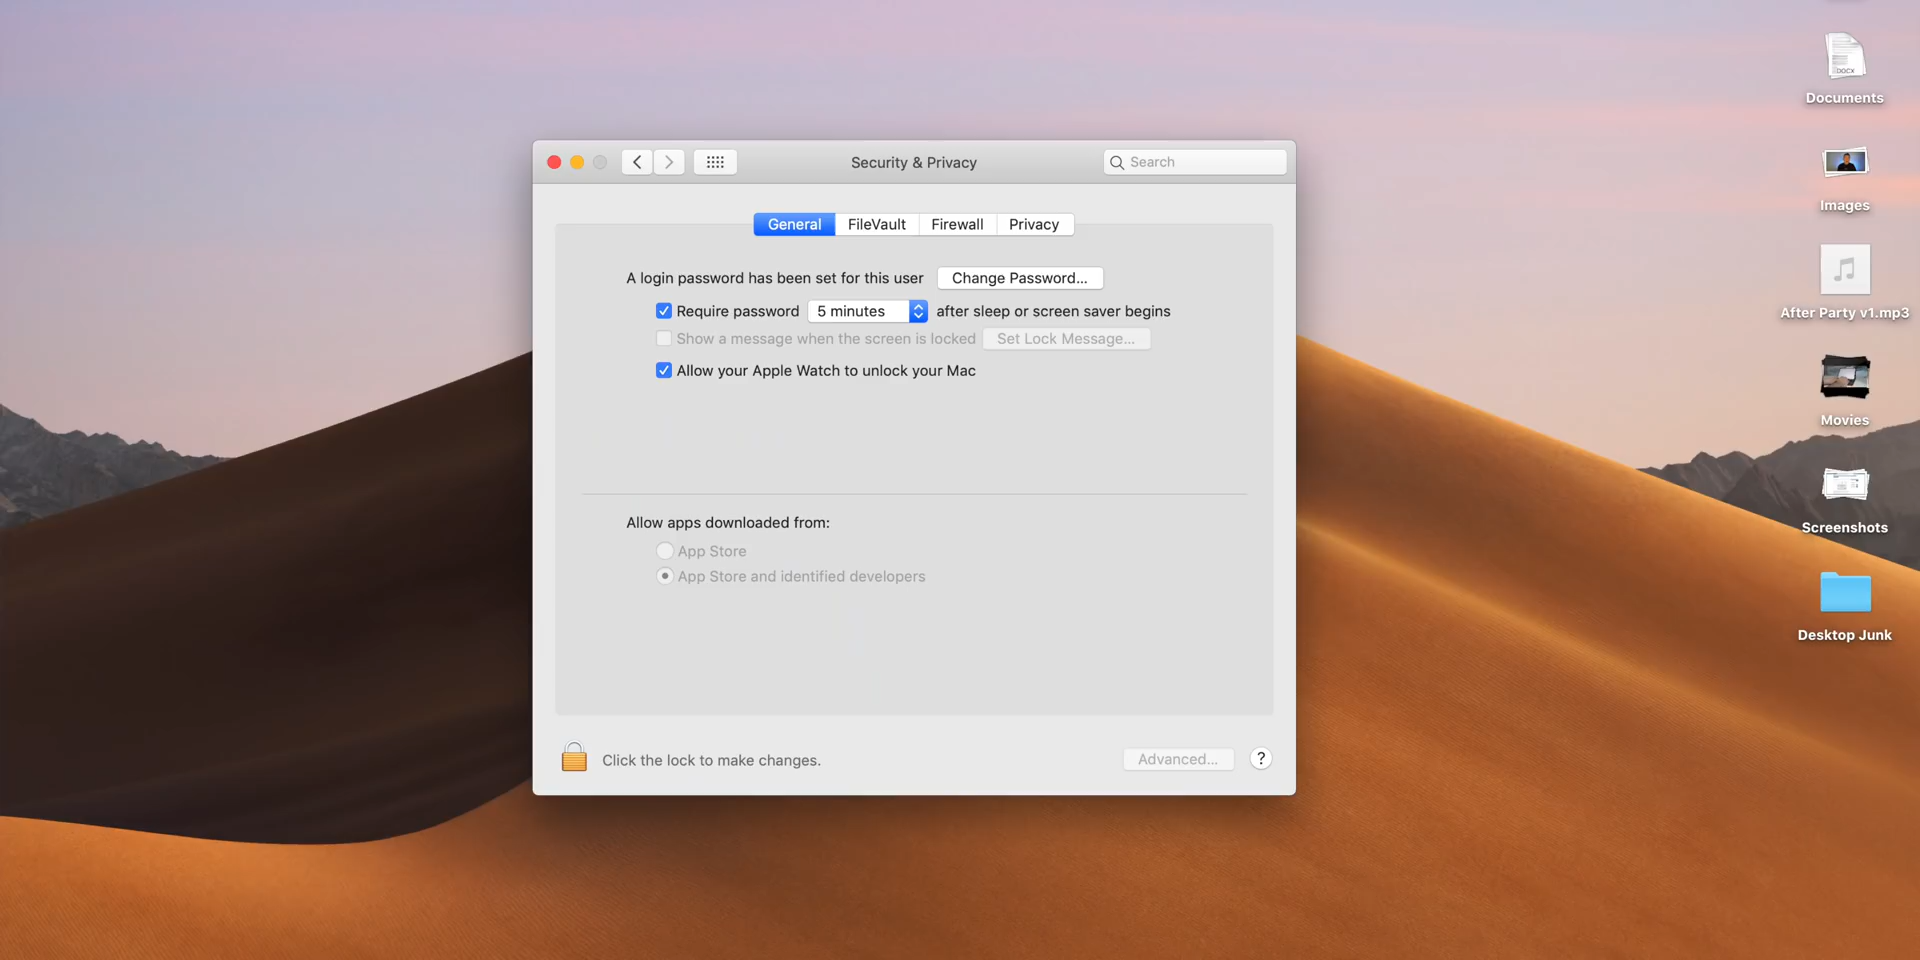 Security & Privacy
Search
General
FileVault
Firewall
Privacy
A login password has been set for this user
Change Password...
Require password 5 minutes after sleep or screen saver begins
Show a message when the screen is locked
Set Lock Message...
Allow your Apple Watch to unlock your Mac
Allow apps downloaded from:
App Store
App Store and identified developers
Click the lock to make changes.
Advanced...
?
DOCX
Documents
Images
After Party v1.mp3
Movies
Screenshots
Desktop Junk